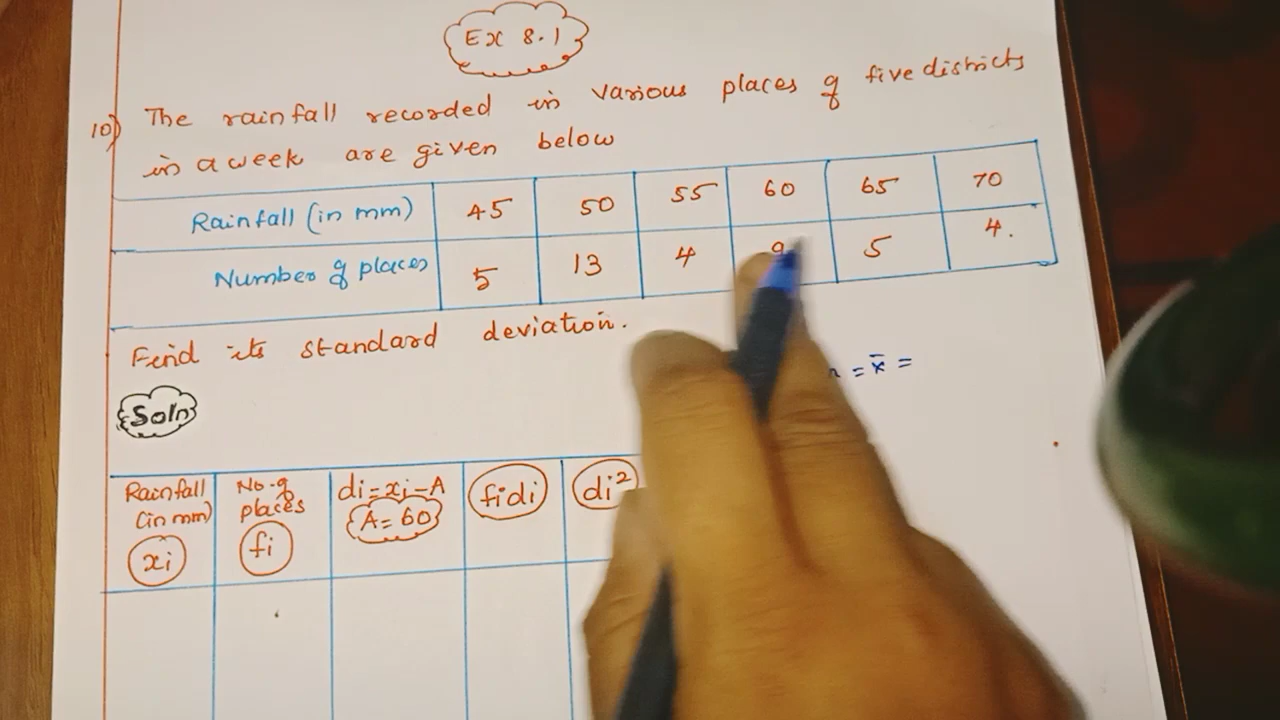 Ex 8.1
10) The rainfall recorded in various places of five districts
in a week are given below
Rainfall (in mm) 45 50 55 60 65 70
Number of places 5 13 4 9 5 4.
Find its standard deviation.
Soln
= x̄ =
Rainfall (in mm) xi
No. of places fi
di = xi - A A = 60
fidi
di²